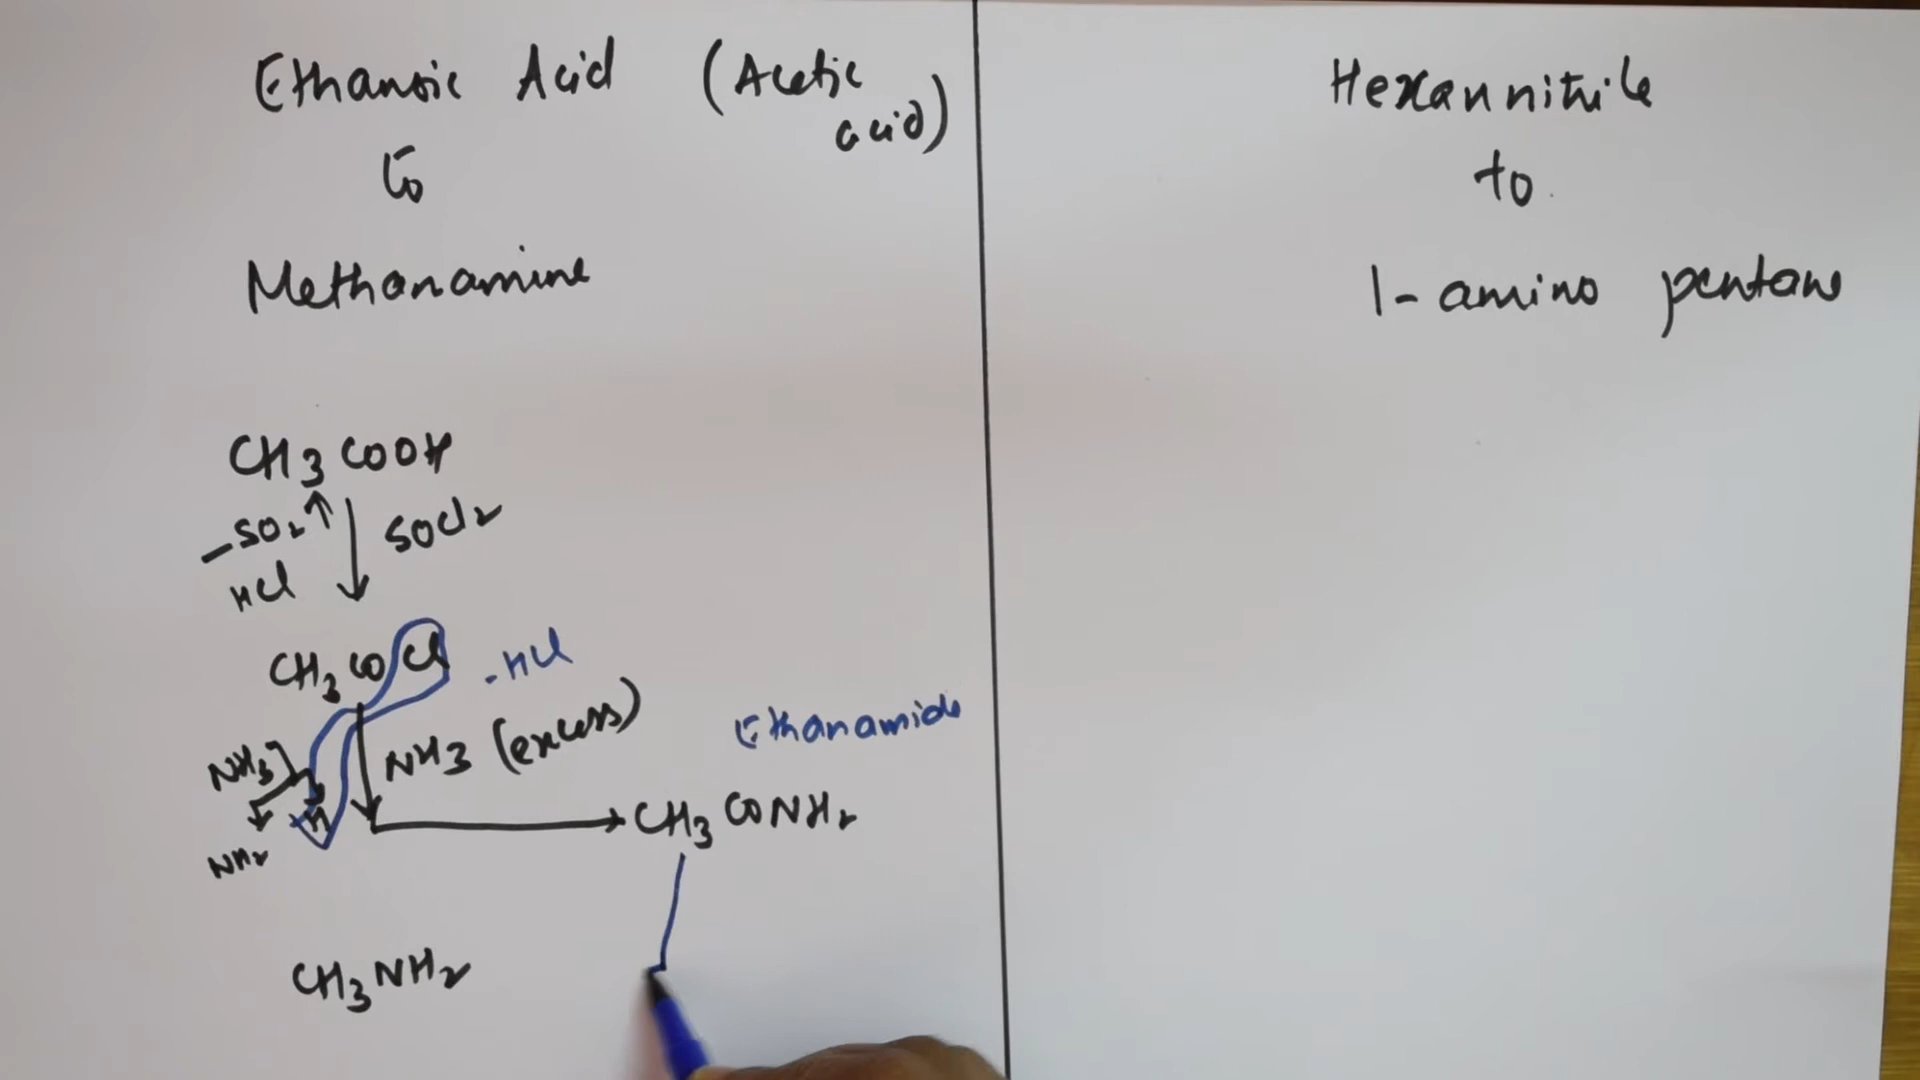 Ethanoic Acid (Acetic
acid)
to
Methanamine
CH3COOH
-SO2↑ SOCl2
HCl
CH3COCl -HCl
NH3 (excess)
NH3
H
NH2
Ethanamide
CH3CONH2
CH3NH2
Hexannitrile
to
1-amino pentane